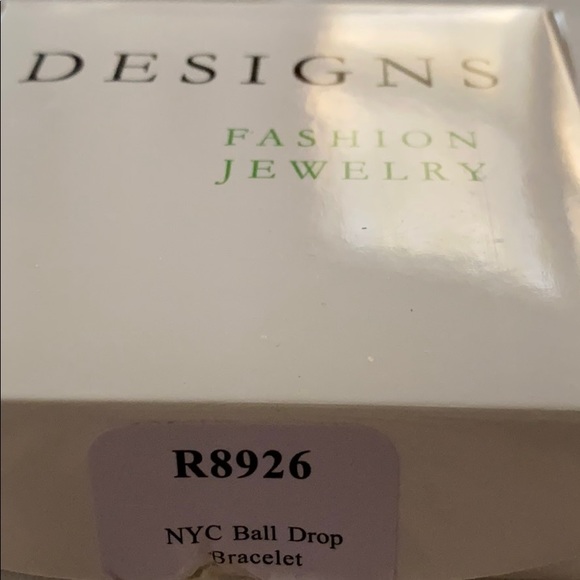 DESIGNS
FASHION
JEWELRY
R8926
NYC Ball Drop
Bracelet